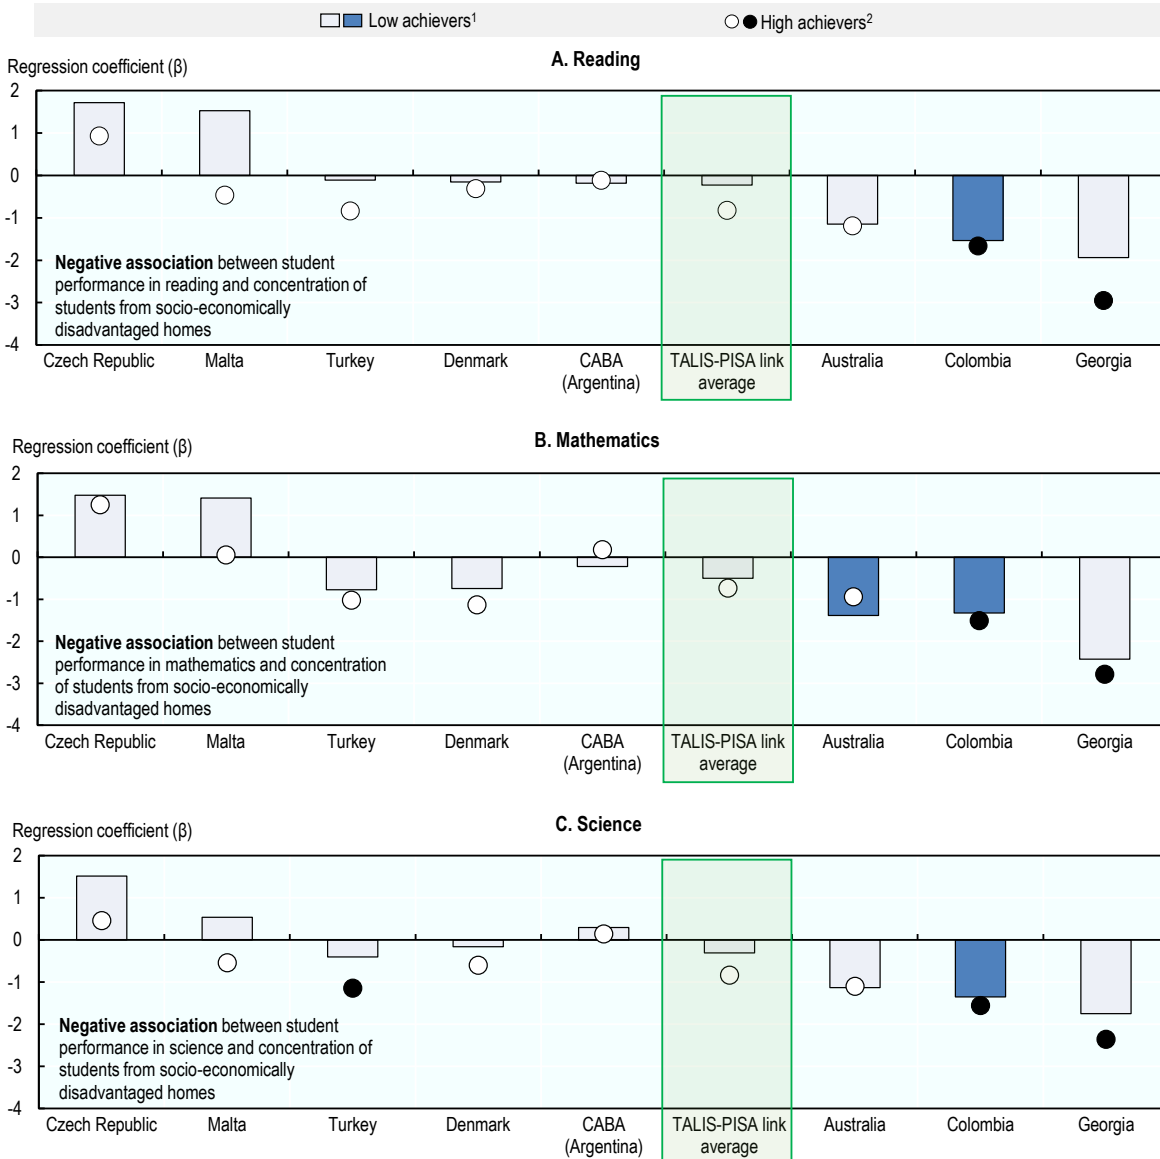 Low achievers¹ High achievers²
A. Reading
Regression coefficient (β)
2
1
0
-1
-2
-3
-4
Negative association between student
performance in reading and concentration of
students from socio-economically
disadvantaged homes
Czech Republic Malta Turkey Denmark CABA TALIS-PISA link Australia Colombia Georgia
(Argentina) average
B. Mathematics
Regression coefficient (β)
2
1
0
-1
-2
-3
-4
Negative association between student
performance in mathematics and concentration
of students from socio-economically
disadvantaged homes
Czech Republic Malta Turkey Denmark CABA TALIS-PISA link Australia Colombia Georgia
(Argentina) average
C. Science
Regression coefficient (β)
2
1
0
-1
-2
-3
-4
Negative association between student
performance in science and concentration of
students from socio-economically
disadvantaged homes
Czech Republic Malta Turkey Denmark CABA TALIS-PISA link Australia Colombia Georgia
(Argentina) average